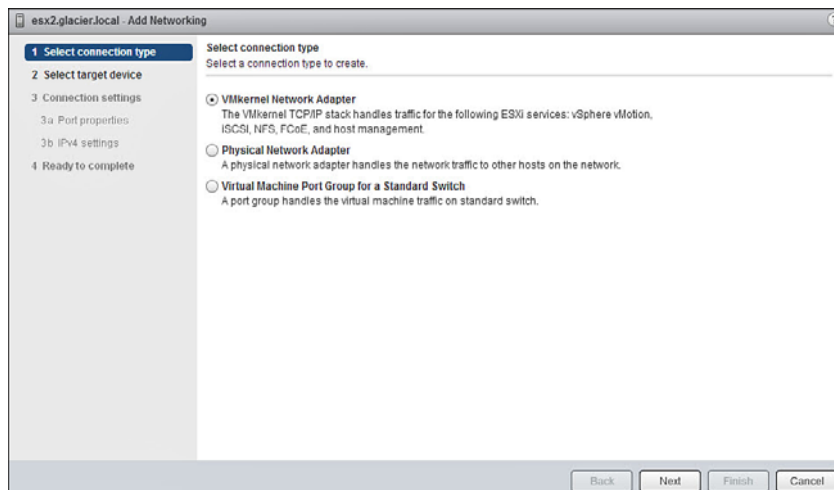 esx2.glacier.local - Add Networking
1 Select connection type
2 Select target device
3 Connection settings
3a Port properties
3b IPv4 settings
4 Ready to complete
Select connection type
Select a connection type to create.
VMkernel Network Adapter
The VMkernel TCP/IP stack handles traffic for the following ESXi services: vSphere vMotion,
iSCSI, NFS, FCoE, and host management.
Physical Network Adapter
A physical network adapter handles the network traffic to other hosts on the network.
Virtual Machine Port Group for a Standard Switch
A port group handles the virtual machine traffic on standard switch.
Back Next Finish Cancel